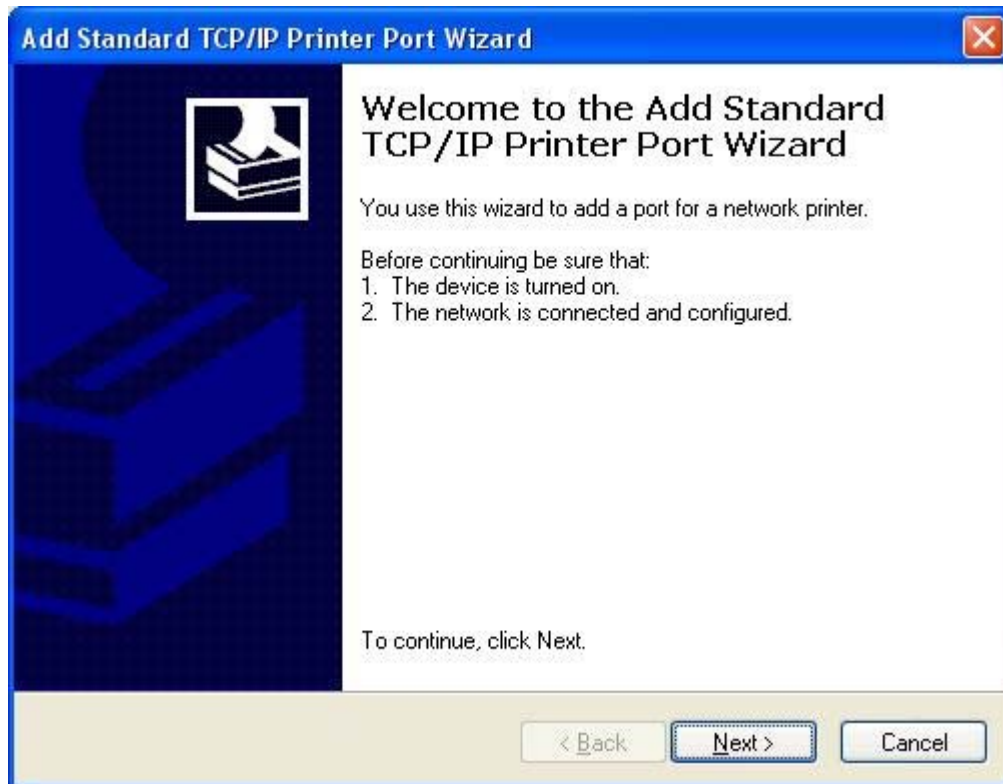 Add Standard TCP/IP Printer Port Wizard
Welcome to the Add Standard
TCP/IP Printer Port Wizard
You use this wizard to add a port for a network printer.
Before continuing be sure that:
1. The device is turned on.
2. The network is connected and configured.
To continue, click Next.
< Back Next > Cancel